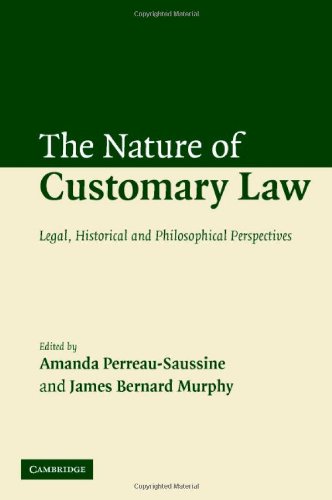 The Nature of
Customary Law
Legal, Historical and Philosophical Perspectives
Edited by
Amanda Perreau-Saussine
and James Bernard Murphy
CAMBRIDGE